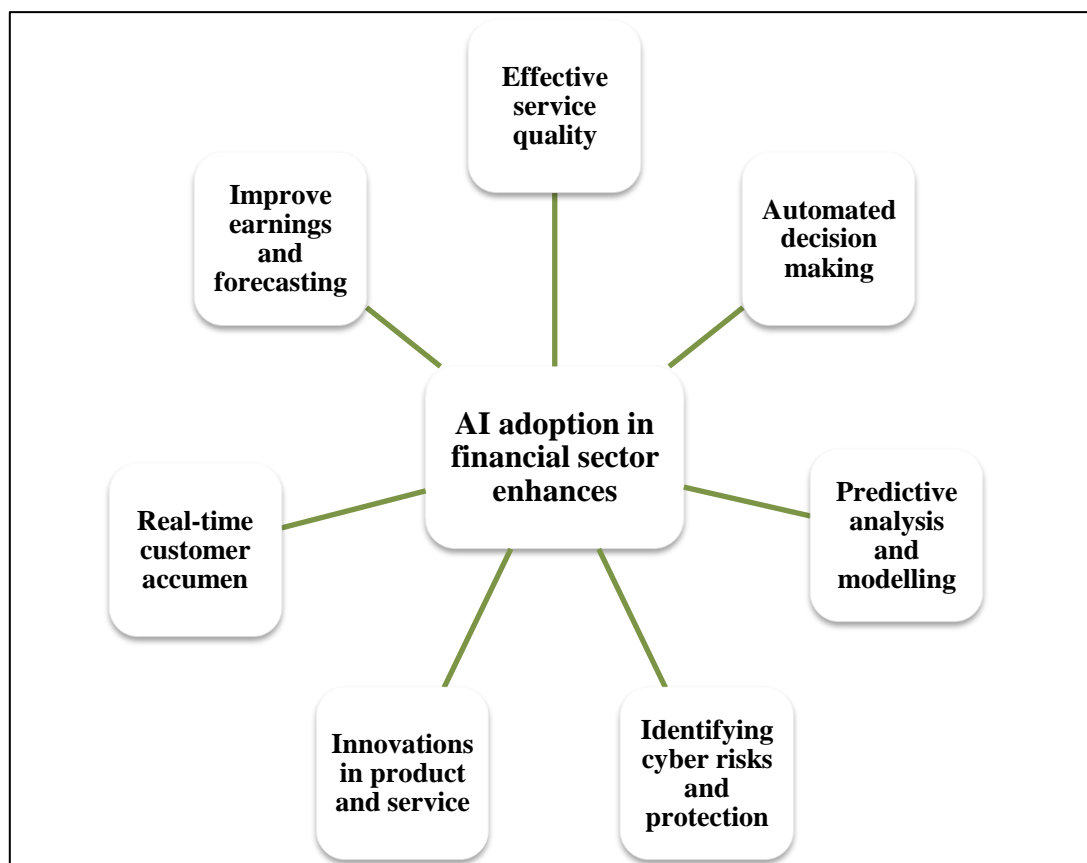 Effective
service
quality
Improve
earnings
and
forecasting
Automated
decision
making
AI adoption in
financial sector
enhances
Real-time
customer
accumen
Predictive
analysis
and
modelling
Innovations
in product
and service
Identifying
cyber risks
and
protection